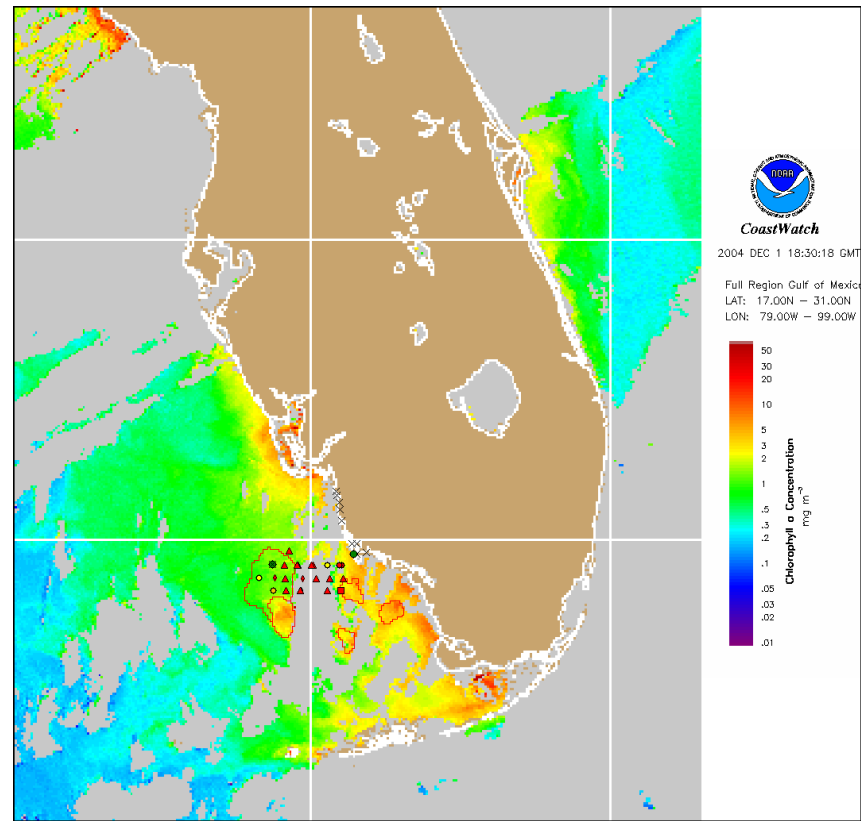 NOAA
CoastWatch
2004 DEC 1 18:30:18 GMT
Full Region Gulf of Mexico
LAT: 17.00N – 31.00N
LON: 79.00W – 99.00W
50
30
20
10
5
3
2
1
.5
.3
.2
.1
.05
.03
.02
.01
Chlorophyll a Concentration
mg m⁻³